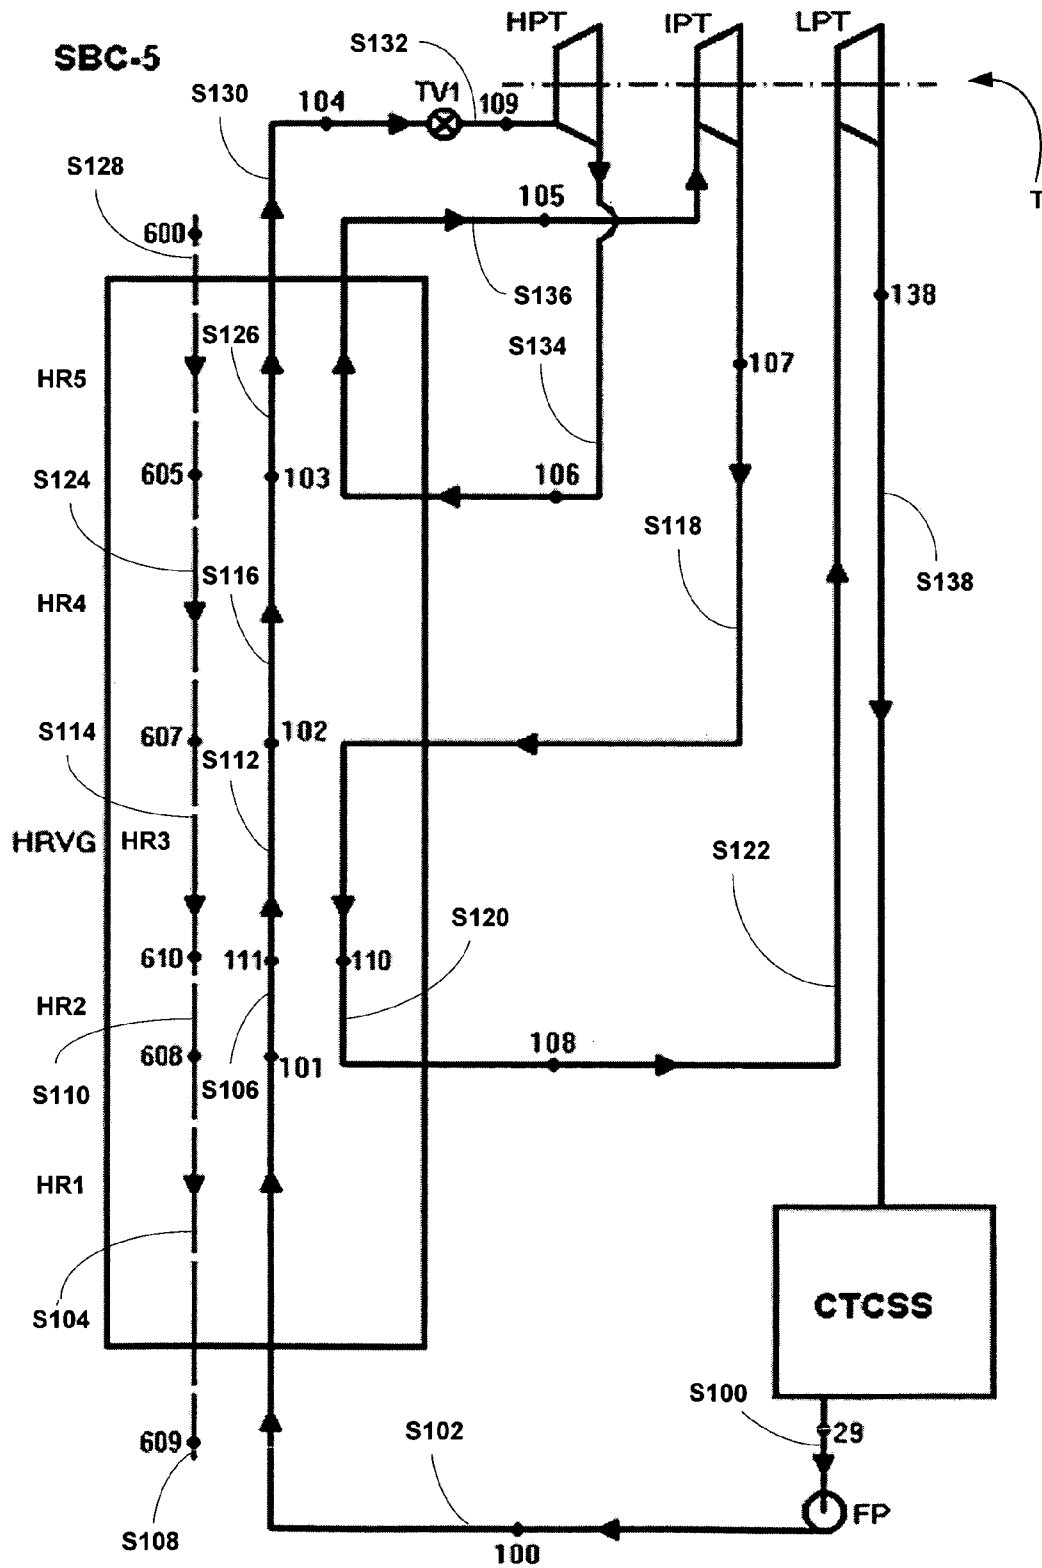 HPT
IPT
LPT
SBC-5
S132
S130
104
TV1
109
T
S128
105
600
S136
138
S126
S134
107
HR5
S124
605
103
106
S118
S116
S138
HR4
S114
607
102
S112
HRVG
HR3
S122
S120
610
111
110
HR2
608
108
S110
S106
101
HR1
CTCSS
S104
S100
29
S102
609
FP
S108
100